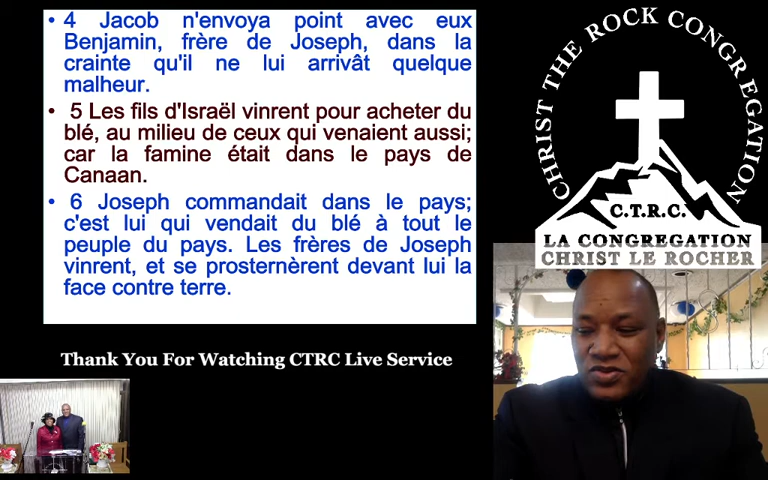 • 4 Jacob n'envoya point avec eux
Benjamin, frère de Joseph, dans la
crainte qu'il ne lui arrivât quelque
malheur.
• 5 Les fils d'Israël vinrent pour acheter du
blé, au milieu de ceux qui venaient aussi;
car la famine était dans le pays de
Canaan.
• 6 Joseph commandait dans le pays;
c'est lui qui vendait du blé à tout le
peuple du pays. Les frères de Joseph
vinrent, et se prosternèrent devant lui la
face contre terre.
CHRIST THE ROCK CONGREGATION
C.T.R.C.
LA CONGREGATION
CHRIST LE ROCHER
Thank You For Watching CTRC Live Service